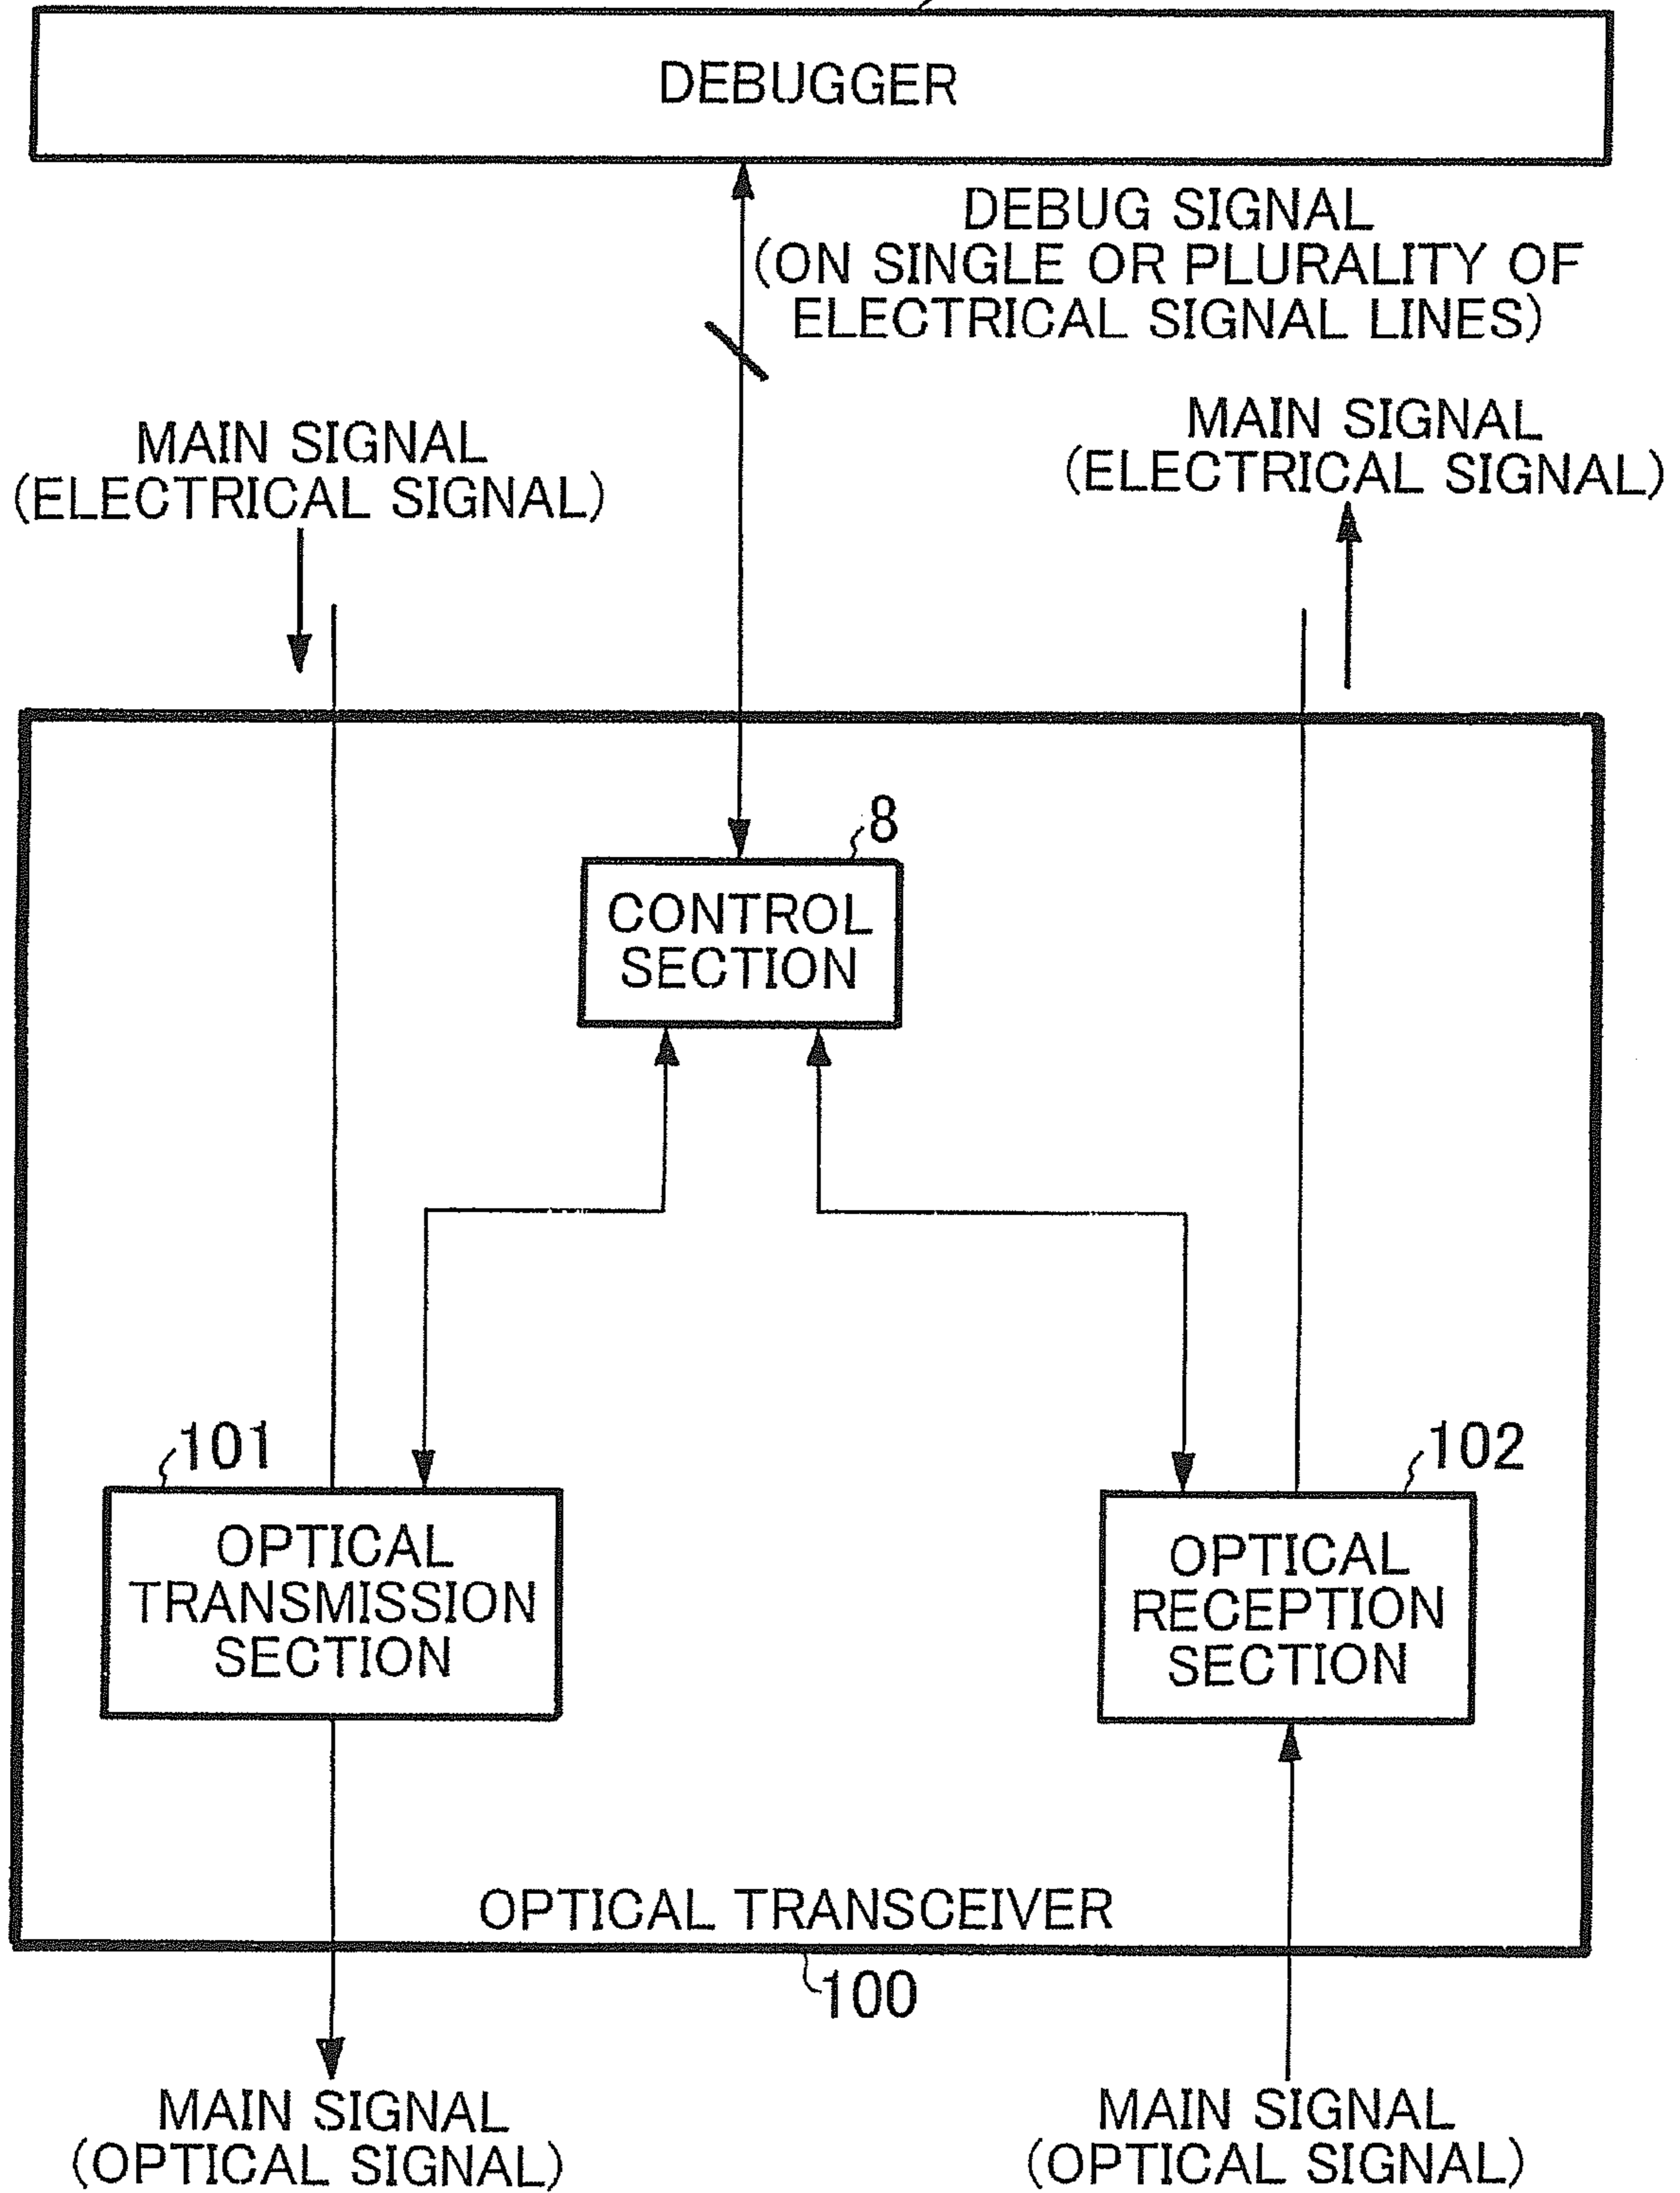 DEBUGGER
DEBUG SIGNAL
(ON SINGLE OR PLURALITY OF
ELECTRICAL SIGNAL LINES)
MAIN SIGNAL
(ELECTRICAL SIGNAL)
MAIN SIGNAL
(ELECTRICAL SIGNAL)
8
CONTROL
SECTION
101
OPTICAL
TRANSMISSION
SECTION
102
OPTICAL
RECEPTION
SECTION
OPTICAL TRANSCEIVER
100
MAIN SIGNAL
(OPTICAL SIGNAL)
MAIN SIGNAL
(OPTICAL SIGNAL)